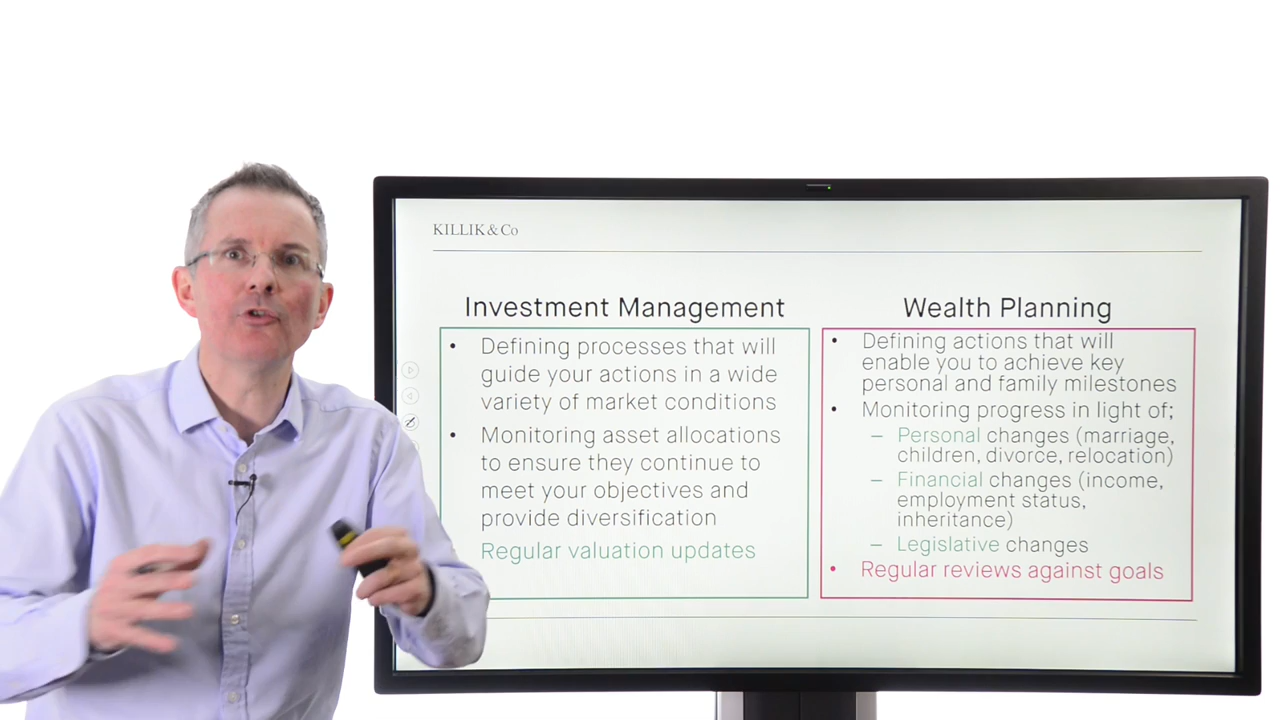 KILLIK & Co
Investment Management
Defining processes that will
guide your actions in a wide
variety of market conditions
Monitoring asset allocations
to ensure they continue to
meet your objectives and
provide diversification
Regular valuation updates
Wealth Planning
Defining actions that will
enable you to achieve key
personal and family milestones
Monitoring progress in light of;
– Personal changes (marriage,
children, divorce, relocation)
– Financial changes (income,
employment status,
inheritance)
– Legislative changes
Regular reviews against goals